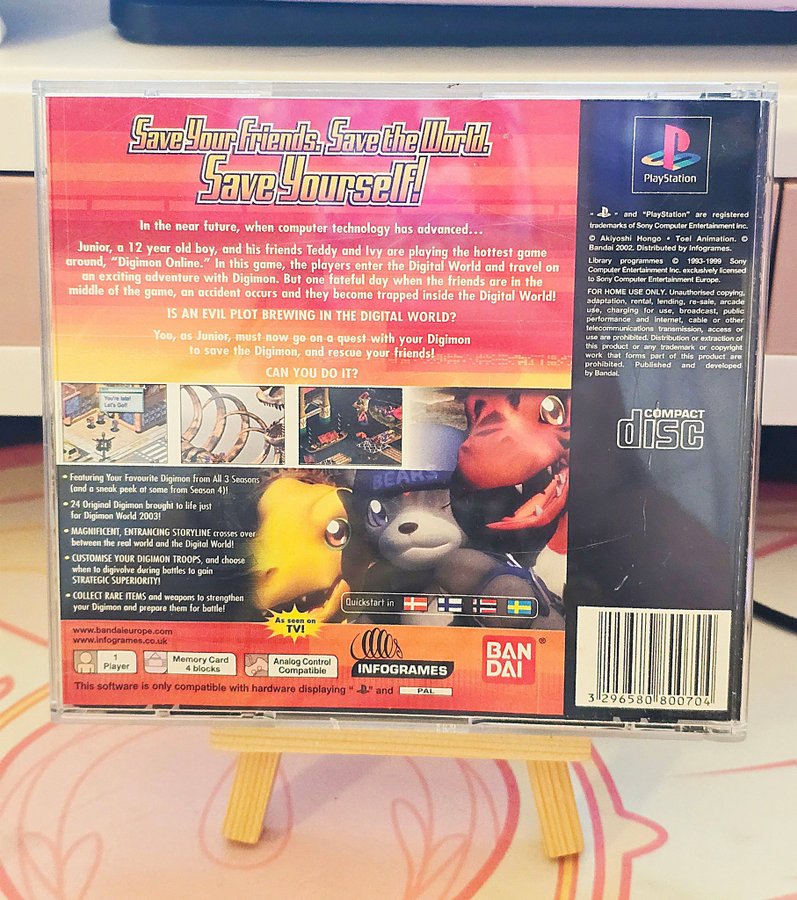 Save Your Friends. Save the World.
Save Yourself!
In the near future, when computer technology has advanced...
Junior, a 12 year old boy, and his friends Teddy and Ivy are playing the hottest game
around, "Digimon Online." In this game, the players enter the Digital World and travel on
an exciting adventure with Digimon. But one fateful day when the friends are in the
middle of the game, an accident occurs and they become trapped inside the Digital World!
IS AN EVIL PLOT BREWING IN THE DIGITAL WORLD?
You, as Junior, must now go on a quest with your Digimon
to save the Digimon, and rescue your friends!
CAN YOU DO IT?
You're late!
Let's Go!!
• Featuring Your Favourite Digimon from All 3 Seasons
(and a sneak peek at some from Season 4)!
• 24 Original Digimon brought to life just
for Digimon World 2003!
• MAGNIFICENT, ENTRANCING STORYLINE crosses over
between the real world and the Digital World!
• CUSTOMISE YOUR DIGIMON TROOPS, and choose
when to digivolve during battles to gain
STRATEGIC SUPERIORITY!
• COLLECT RARE ITEMS and weapons to strengthen
your Digimon and prepare them for battle!
BEARS
Quickstart in
As seen on
TV!
www.bandaieurope.com
www.infogrames.co.uk
1
Player
Memory Card
4 blocks
Analog Control
Compatible
INFOGRAMES
BAN
DAI
®
This software is only compatible with hardware displaying " " and PAL
PlayStation
" " and "PlayStation" are registered
trademarks of Sony Computer Entertainment Inc.
© Akiyoshi Hongo • Toei Animation. ©
Bandai 2002. Distributed by Infogrames.
Library programmes © 1993-1999 Sony
Computer Entertainment Inc. exclusively licensed
to Sony Computer Entertainment Europe.
FOR HOME USE ONLY. Unauthorised copying,
adaptation, rental, lending, re-sale, arcade
use, charging for use, broadcast, public
performance and internet, cable or other
telecommunications transmission, access or
use are prohibited. Distribution or extraction of
this product or any trademark or copyright
work that forms part of this product are
prohibited. Published and developed
by Bandai.
COMPACT
disc
3 296580 800704